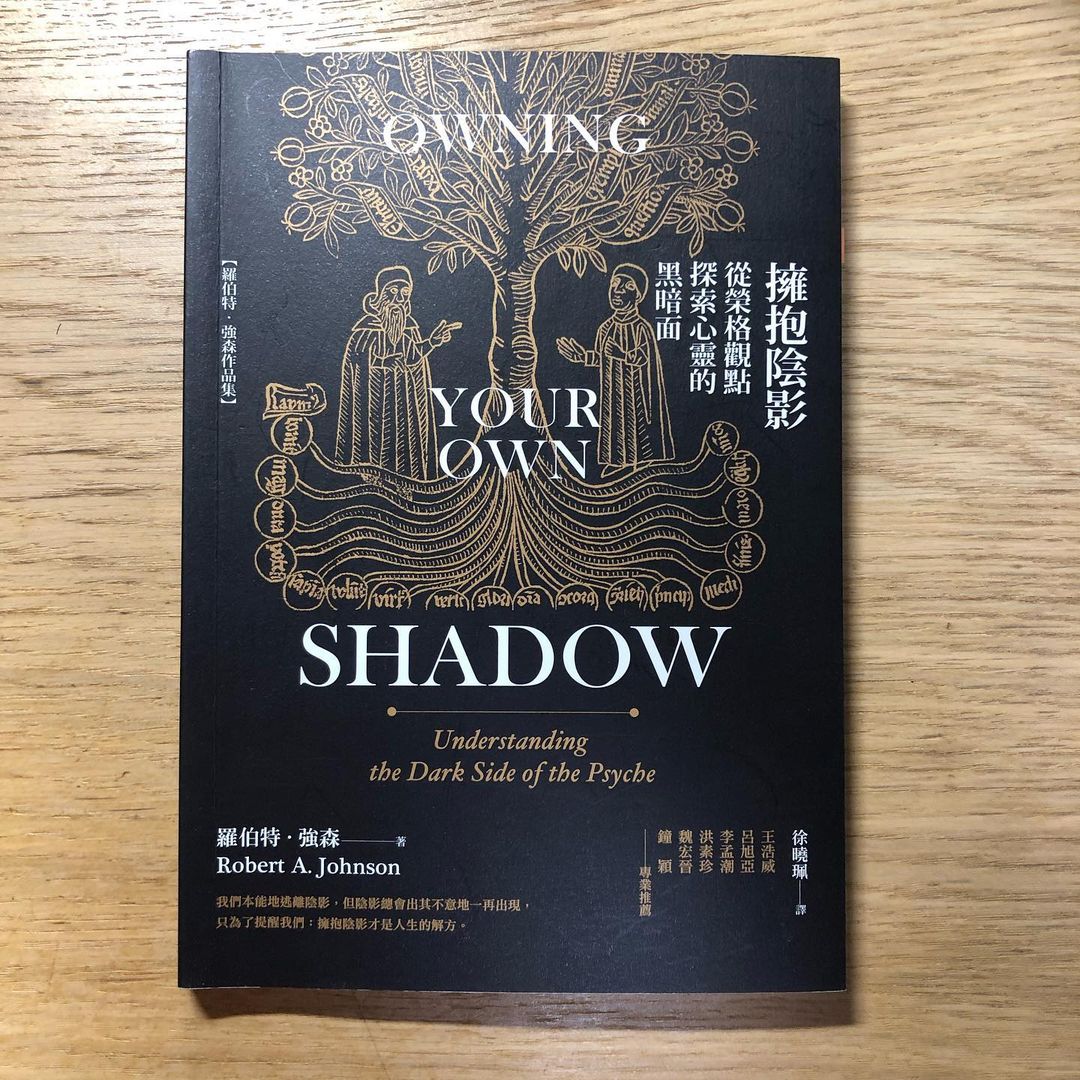 OWNING
YOUR
OWN
SHADOW
擁抱陰影
從榮格觀點
探索心靈的
黑暗面
【羅伯特·強森作品集】
Understanding
the Dark Side of the Psyche
羅伯特·強森——著
Robert A. Johnson
我們本能地逃離陰影，但陰影總會出其不意地一再出現，
只為了提醒我們：擁抱陰影才是人生的解方。
徐曉珮——譯
王浩威
呂旭亞
李孟潮
洪素珍
魏宏晉
鐘 穎
——專業推薦